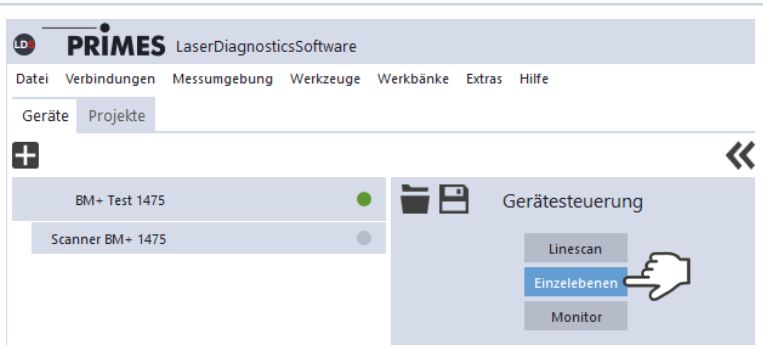 LDS PRIMES LaserDiagnosticsSoftware
Datei Verbindungen Messumgebung Werkzeuge Werkbänke Extras Hilfe
Geräte Projekte
BM+ Test 1475
Scanner BM+ 1475
Gerätesteuerung
Linescan
Einzelebenen
Monitor